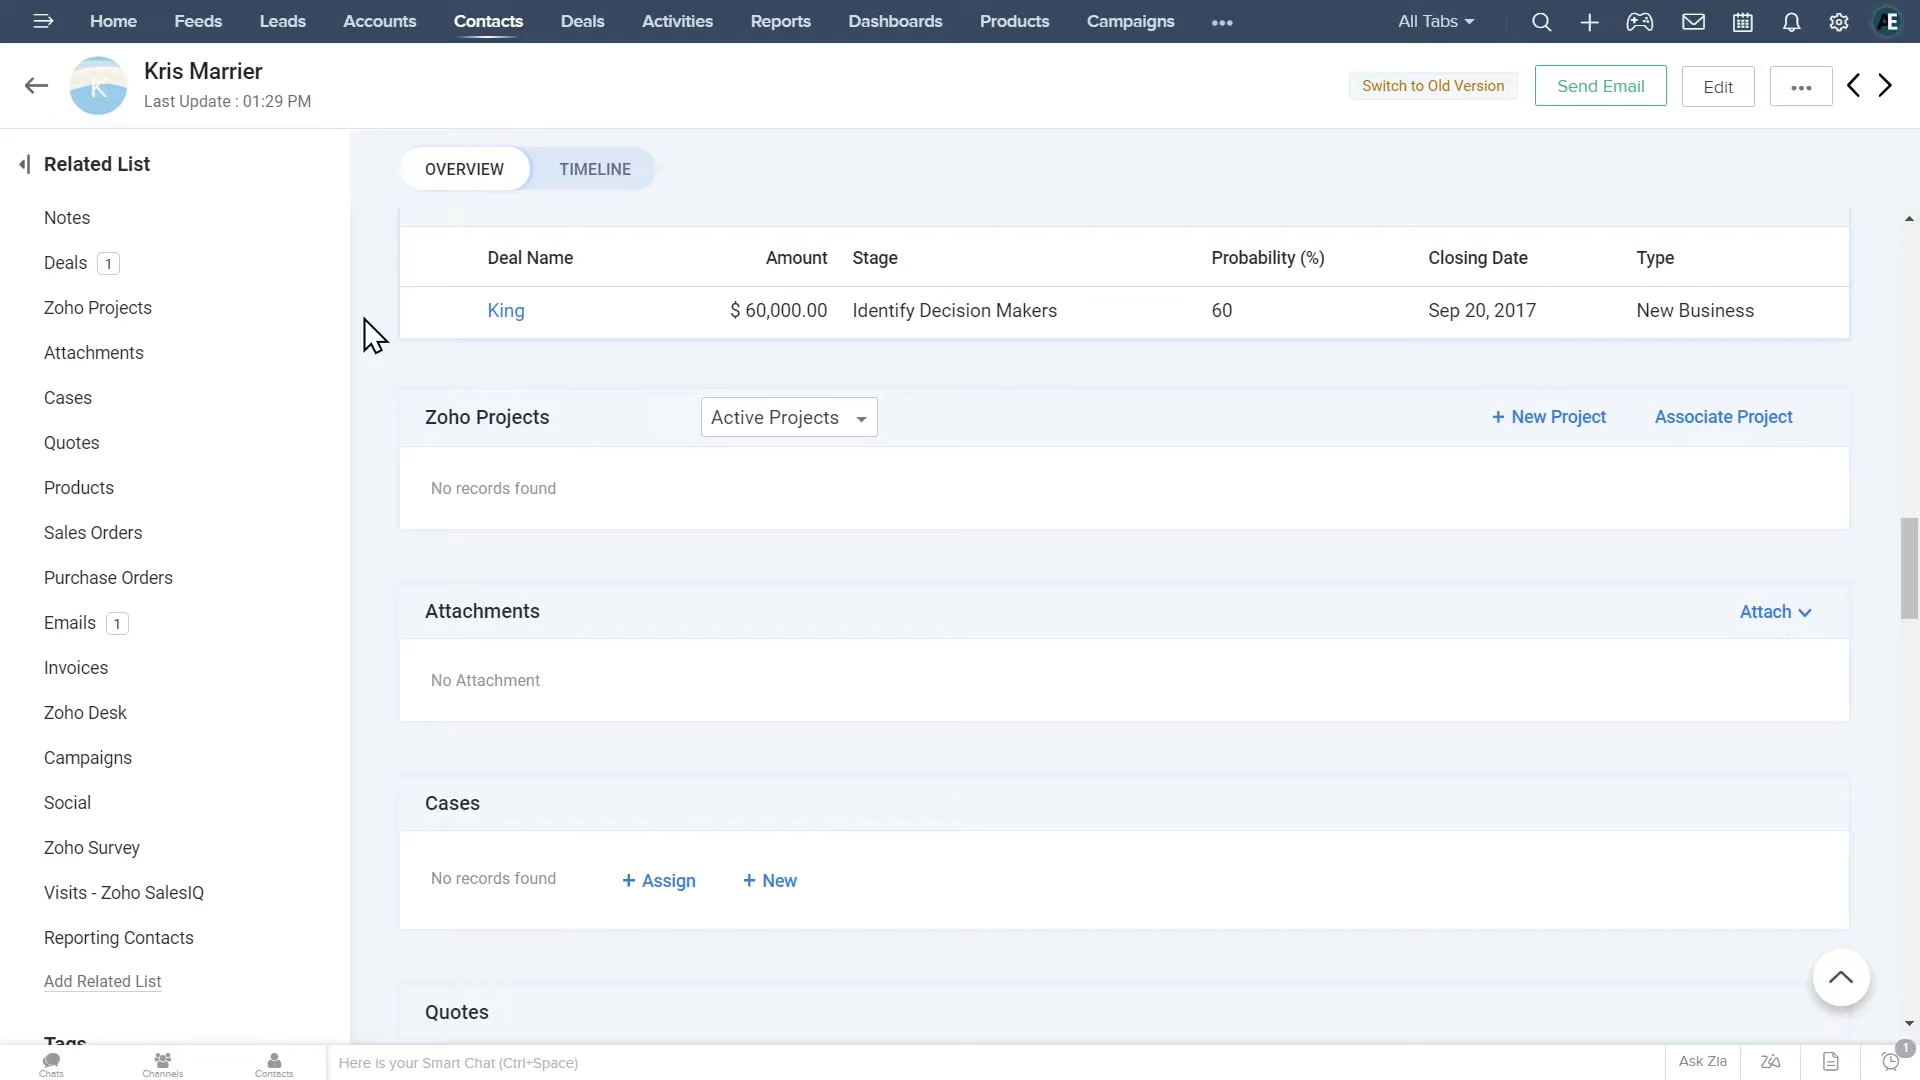 Home Feeds Leads Accounts Contacts Deals Activities Reports Dashboards Products Campaigns ••• All Tabs AE
K
Kris Marrier
Last Update : 01:29 PM
Switch to Old Version Send Email Edit •••
Related List
Notes
Deals 1
Zoho Projects
Attachments
Cases
Quotes
Products
Sales Orders
Purchase Orders
Emails 1
Invoices
Zoho Desk
Campaigns
Social
Zoho Survey
Visits - Zoho SalesIQ
Reporting Contacts
Add Related List
Tags
OVERVIEW TIMELINE
Deal Name Amount Stage Probability (%) Closing Date Type
King $ 60,000.00 Identify Decision Makers 60 Sep 20, 2017 New Business
Zoho Projects Active Projects + New Project Associate Project
No records found
Attachments Attach
No Attachment
Cases
No records found + Assign + New
Quotes
Chats Channels Contacts Here is your Smart Chat (Ctrl+Space) Ask Zia 1